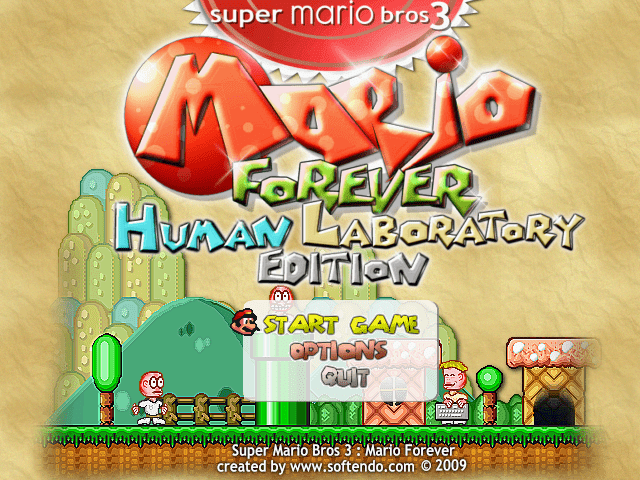 super mario bros 3
Mario
FOREVER
HUMAN LABORATORY
EDITION
START GAME
OPTIONS
QUIT
Super Mario Bros 3 : Mario Forever
created by www.softendo.com © 2009